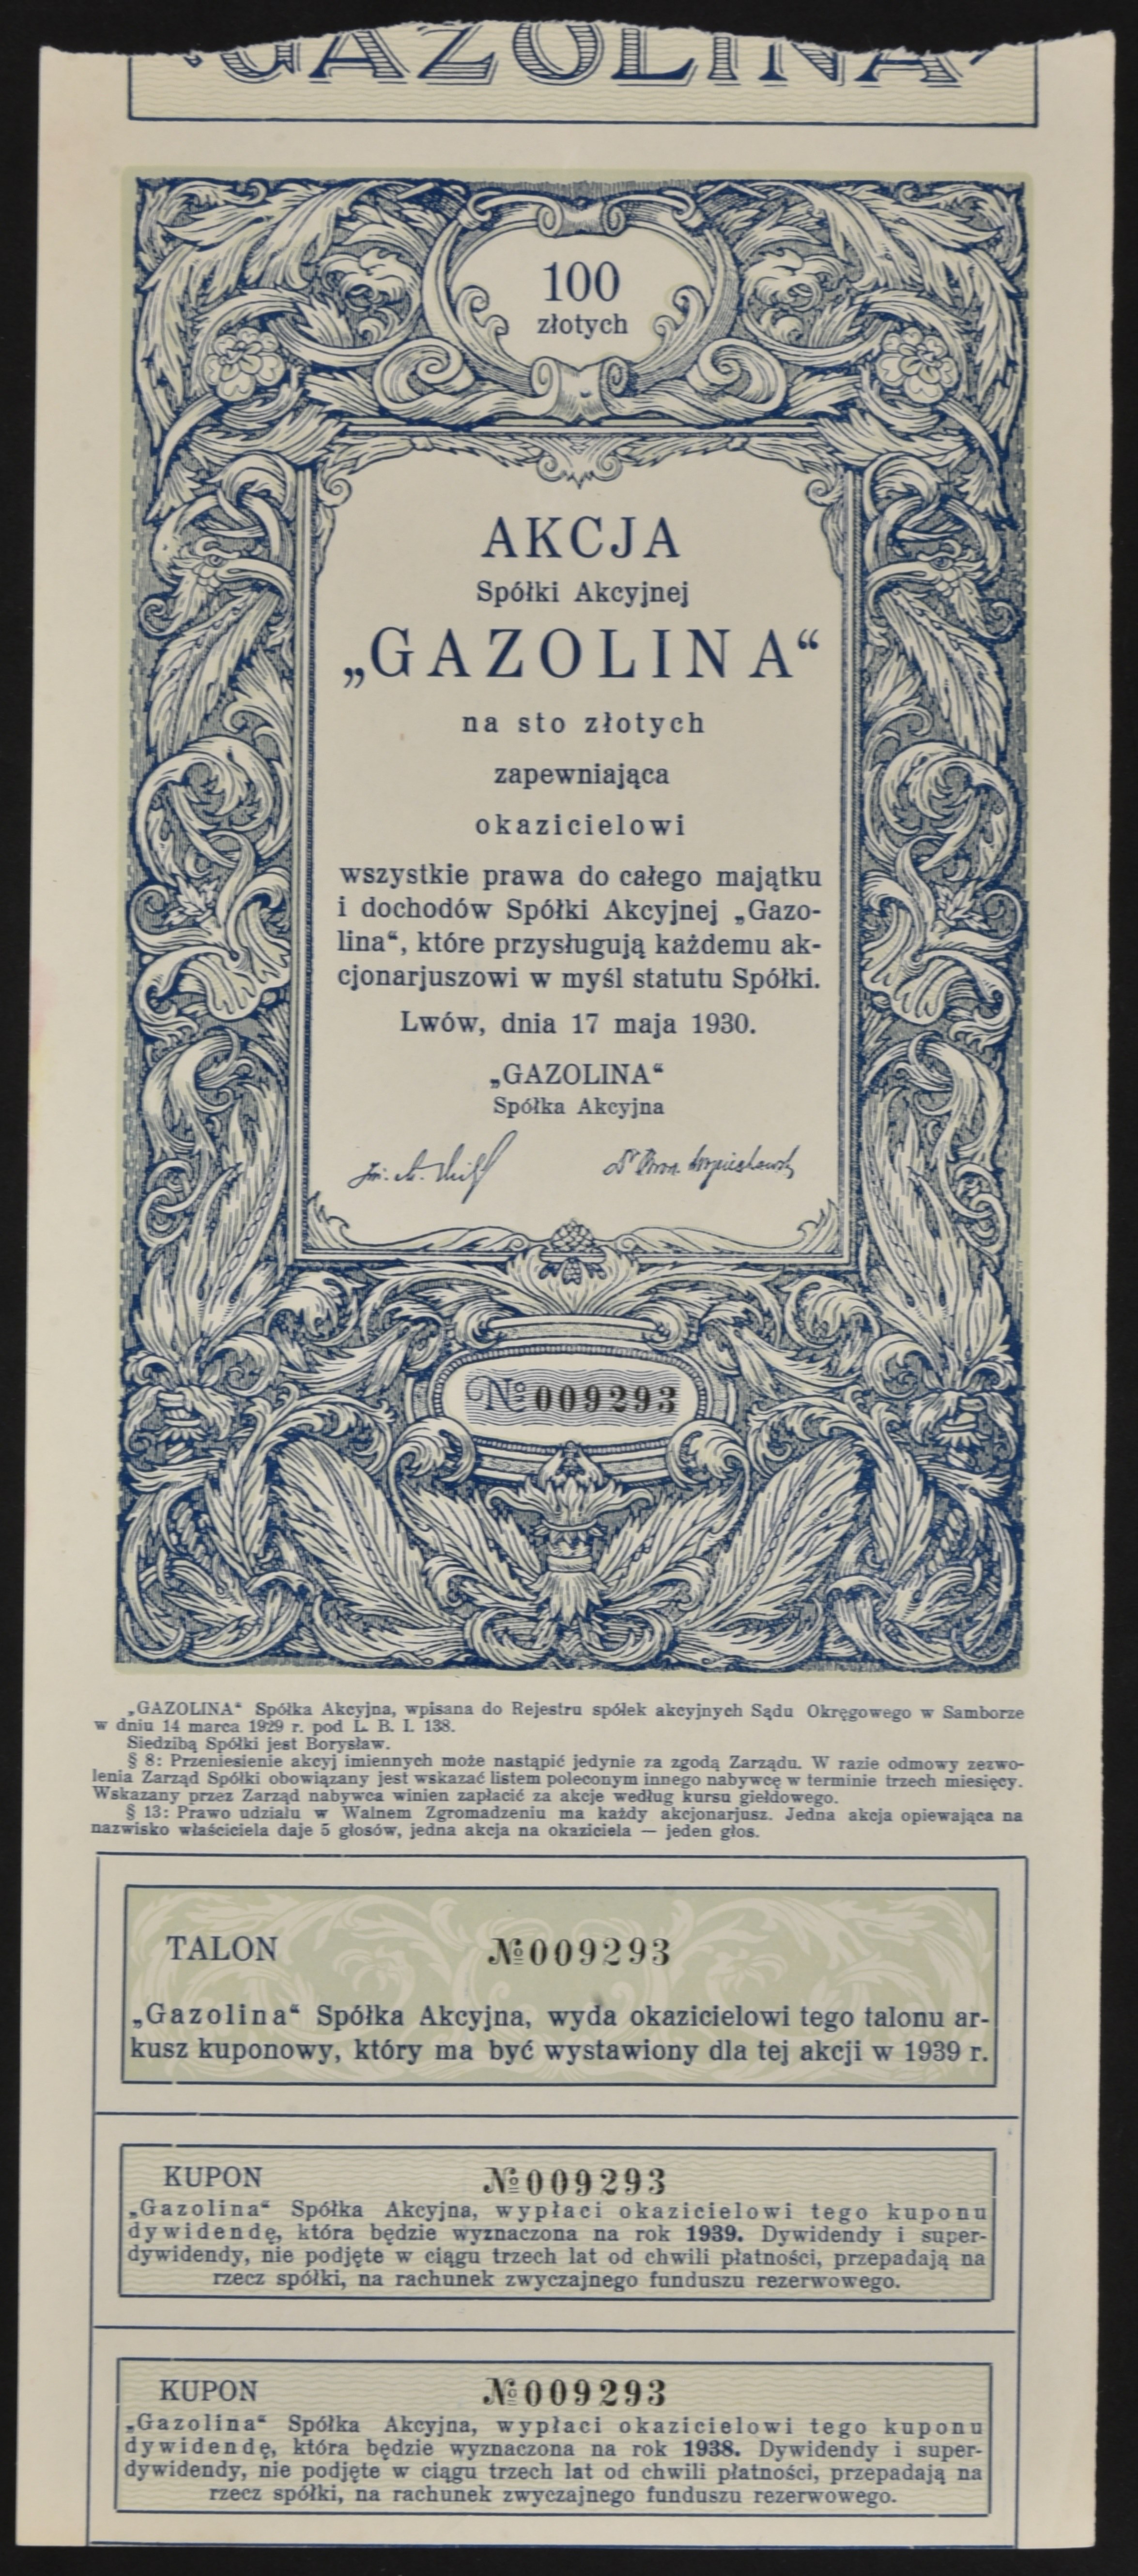 „GAZOLINA“
100
złotych
AKCJA
Spółki Akcyjnej
„GAZOLINA“
na sto złotych
zapewniająca
okazicielowi
wszystkie prawa do całego majątku
i dochodów Spółki Akcyjnej „Gazo-
lina“, które przysługują każdemu ak-
cjonarjuszowi w myśl statutu Spółki.
Lwów, dnia 17 maja 1930.
„GAZOLINA“
Spółka Akcyjna
№ 009293
„GAZOLINA“ Spółka Akcyjna, wpisana do Rejestru spółek akcyjnych Sądu Okręgowego w Samborze
w dniu 14 marca 1929 r. pod L. B. I. 138.
Siedzibą Spółki jest Borysław.
§ 8: Przeniesienie akcyj imiennych może nastąpić jedynie za zgodą Zarządu. W razie odmowy zezwo-
lenia Zarząd Spółki obowiązany jest wskazać listem poleconym innego nabywcę w terminie trzech miesięcy.
Wskazany przez Zarząd nabywca winien zapłacić za akcje według kursu giełdowego.
§ 13: Prawo udziału w Walnem Zgromadzeniu ma każdy akcjonarjusz. Jedna akcja opiewająca na
nazwisko właściciela daje 5 głosów, jedna akcja na okaziciela — jeden głos.
TALON № 009293
„Gazolina“ Spółka Akcyjna, wyda okazicielowi tego talonu ar-
kusz kuponowy, który ma być wystawiony dla tej akcji w 1939 r.
KUPON № 009293
„Gazolina“ Spółka Akcyjna, wypłaci okazicielowi tego kuponu
dywidendę, która będzie wyznaczona na rok 1939. Dywidendy i super-
dywidendy, nie podjęte w ciągu trzech lat od chwili płatności, przepadają na
rzecz spółki, na rachunek zwyczajnego funduszu rezerwowego.
KUPON № 009293
„Gazolina“ Spółka Akcyjna, wypłaci okazicielowi tego kuponu
dywidendę, która będzie wyznaczona na rok 1938. Dywidendy i super-
dywidendy, nie podjęte w ciągu trzech lat od chwili płatności, przepadają na
rzecz spółki, na rachunek zwyczajnego funduszu rezerwowego.